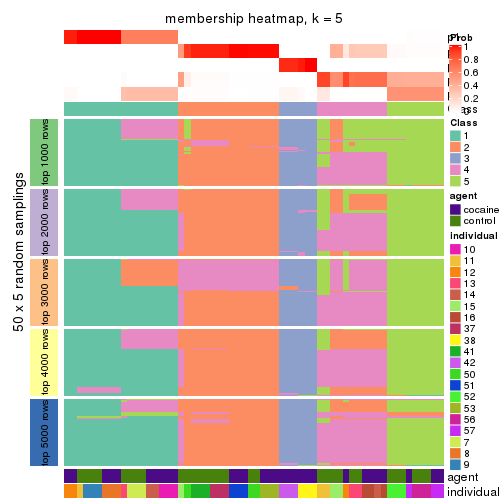 membership heatmap, k = 5
50 x 5 random samplings
top 1000 rows
top 2000 rows
top 3000 rows
top 4000 rows
top 5000 rows
Prob
1
0.8
0.6
0.4
0.2
0
Class
1
2
3
4
5
agent
cocaine
control
individual
10
11
12
13
14
15
16
37
38
41
42
50
51
52
53
56
57
7
8
9
agent
individual